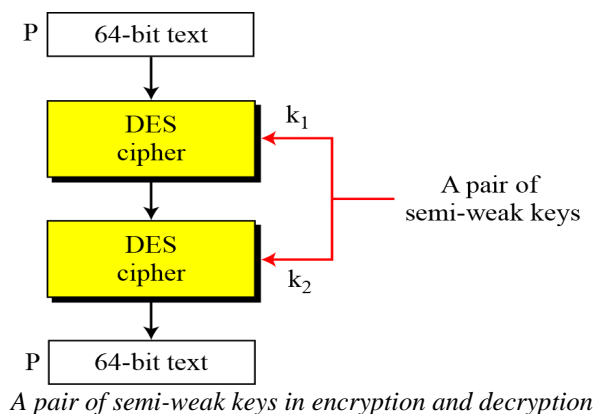 P 64-bit text
DES
cipher
k₁
A pair of
semi-weak keys
DES
cipher
k₂
P 64-bit text
A pair of semi-weak keys in encryption and decryption